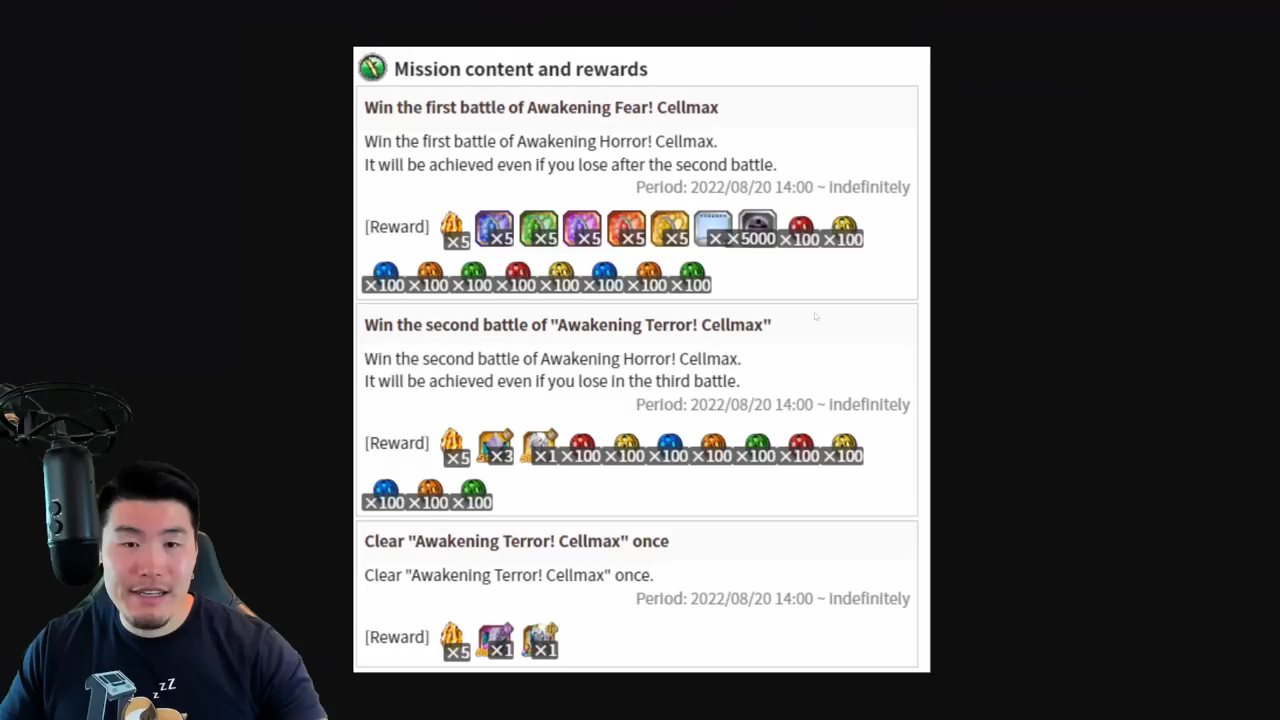 Mission content and rewards
Win the first battle of Awakening Fear! Cellmax
Win the first battle of Awakening Horror! Cellmax.
It will be achieved even if you lose after the second battle.
Period: 2022/08/20 14:00 ~ indefinitely
[Reward] ×5 ×5 ×5 ×5 ×5 ×5 × ×5000 ×100 ×100
×100 ×100 ×100 ×100 ×100 ×100 ×100 ×100
Win the second battle of "Awakening Terror! Cellmax"
Win the second battle of Awakening Horror! Cellmax.
It will be achieved even if you lose in the third battle.
Period: 2022/08/20 14:00 ~ indefinitely
[Reward] ×5 ×3 ×1 ×100 ×100 ×100 ×100 ×100 ×100 ×100
×100 ×100 ×100
Clear "Awakening Terror! Cellmax" once
Clear "Awakening Terror! Cellmax" once.
Period: 2022/08/20 14:00 ~ indefinitely
[Reward] ×5 ×1 ×1
zZZ